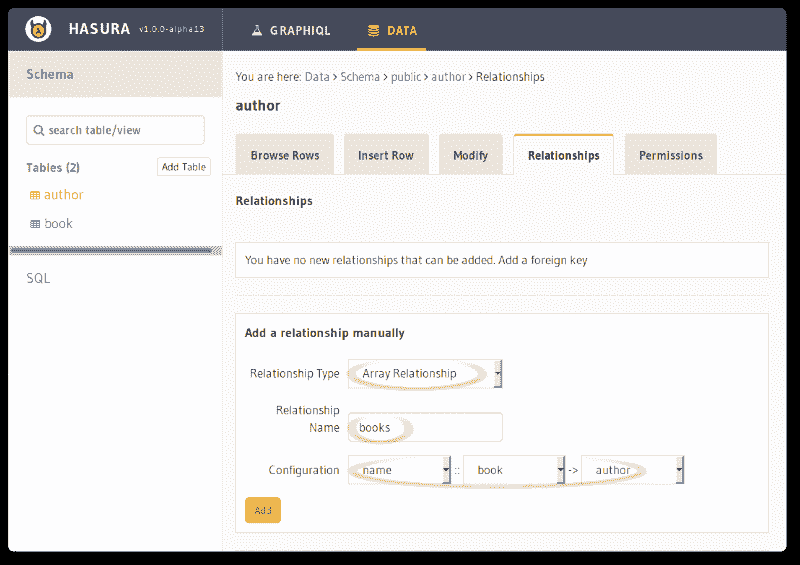 HASURA v1.0.0-alpha13 GRAPHIQL DATA
Schema
You are here: Data > Schema > public > author > Relationships
author
search table/view
Browse Rows Insert Row Modify Relationships Permissions
Tables (2) Add Table
author
book
SQL
Relationships
You have no new relationships that can be added. Add a foreign key
Add a relationship manually
Relationship Type Array Relationship
Relationship
Name books
Configuration name :: book -> author
Add